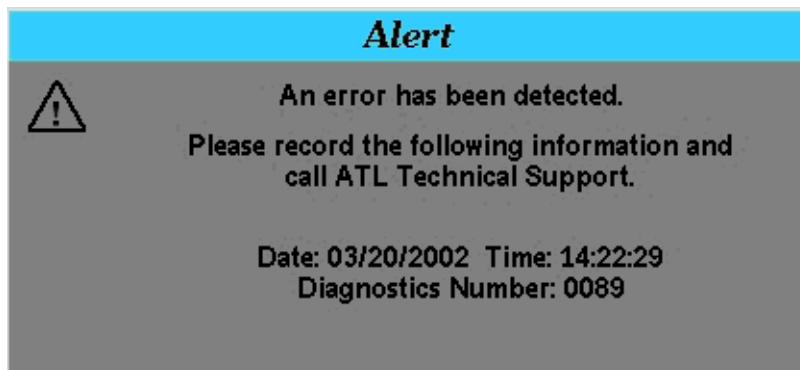 Alert
!
An error has been detected.
Please record the following information and
call ATL Technical Support.
Date: 03/20/2002 Time: 14:22:29
Diagnostics Number: 0089